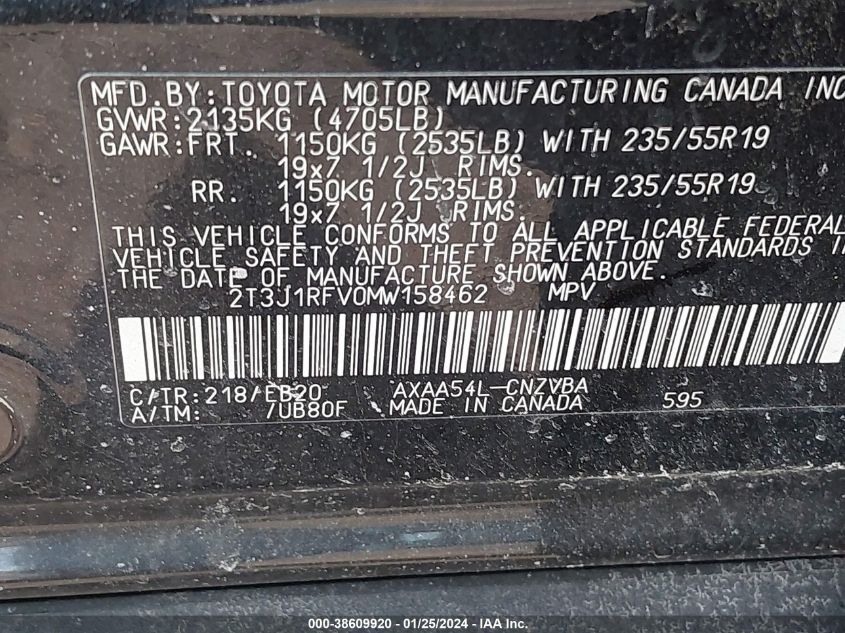 MFD.BY:TOYOTA MOTOR MANUFACTURING CANADA INC
GVWR:2135KG (4705LB)
GAWR:FRT. 1150KG (2535LB) WITH 235/55R19
19x7 1/2J RIMS.
RR. 1150KG (2535LB) WITH 235/55R19
19x7 1/2J RIMS.
THIS VEHICLE CONFORMS TO ALL APPLICABLE FEDERAL
VEHICLE SAFETY AND THEFT PREVENTION STANDARDS I
THE DATE OF MANUFACTURE SHOWN ABOVE.
2T3J1RFV0MW158462 MPV
C/TR:218/EB20 AXAA54L-CNZVBA
A/TM: /UB80F MADE IN CANADA 595
000-38609920 - 01/25/2024 - IAA Inc.